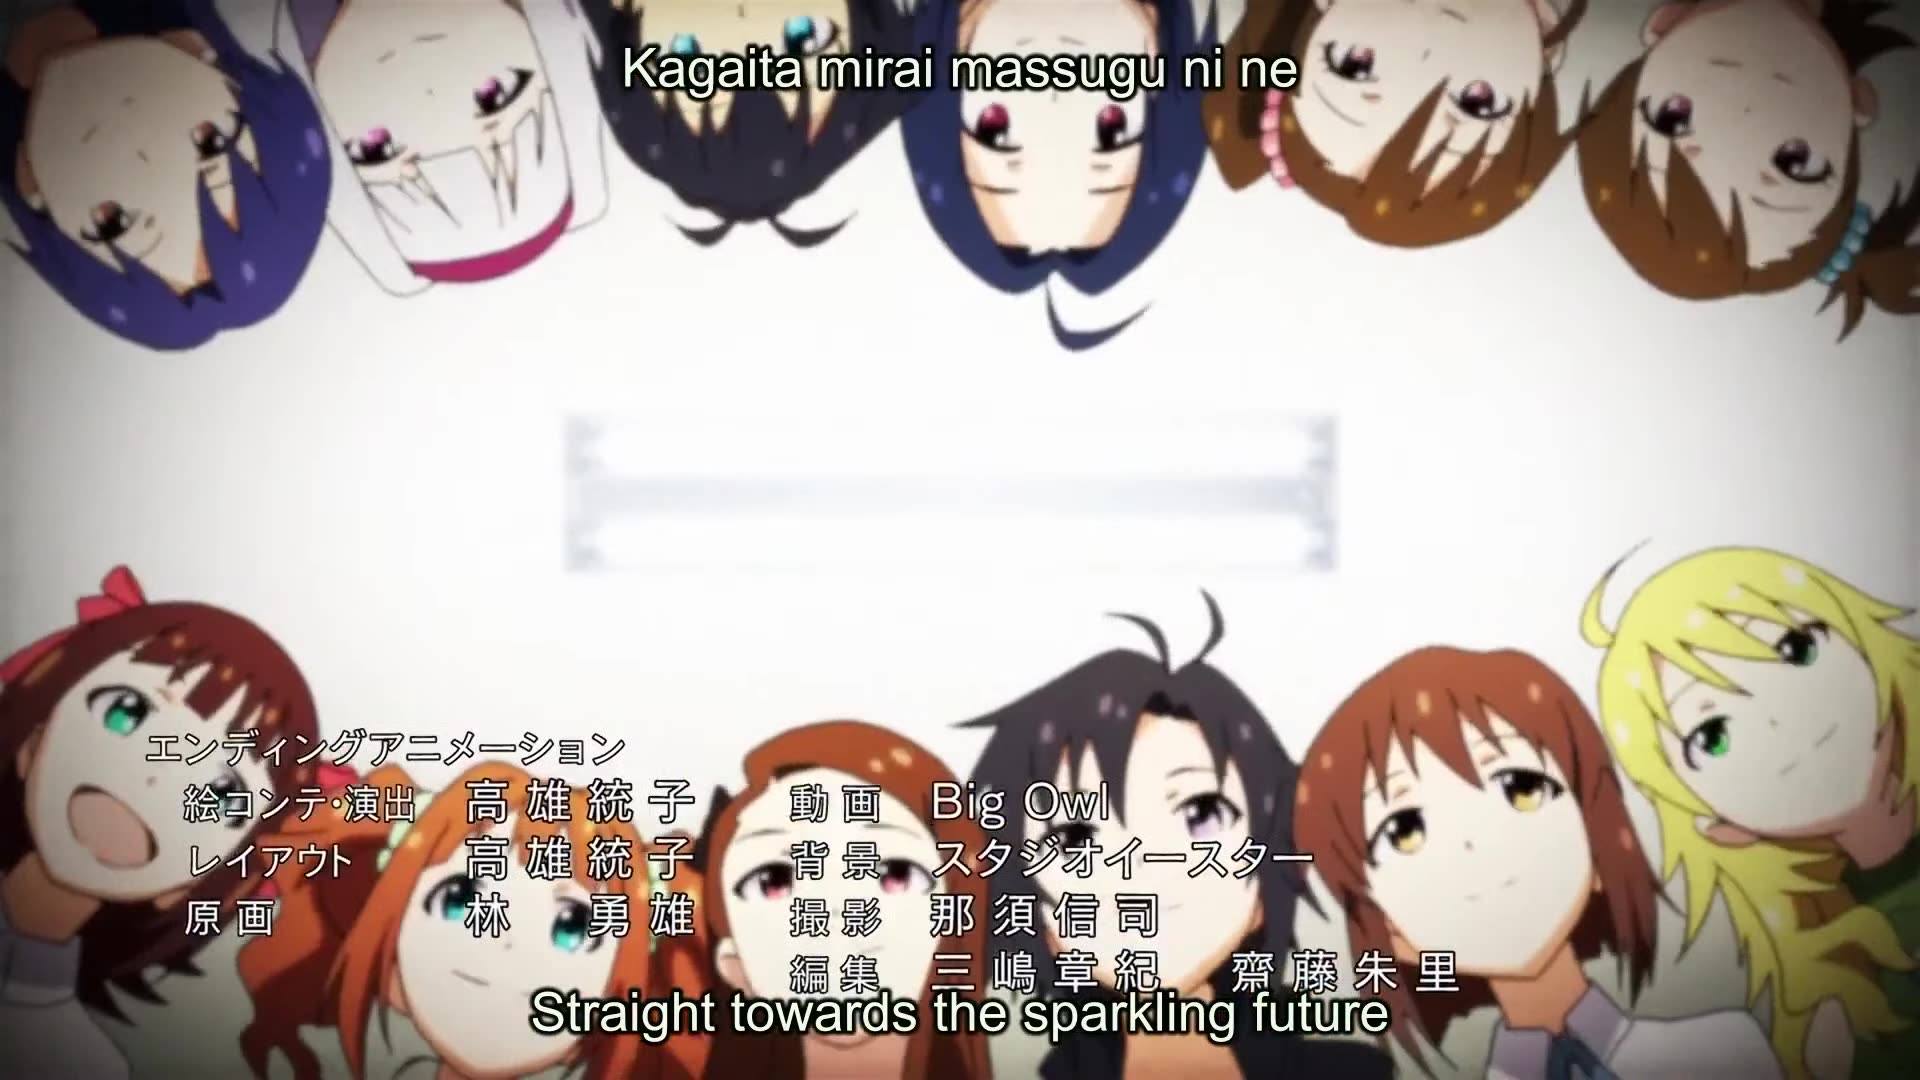 Kagaita mirai massugu ni ne
エンディングアニメーション
絵コンテ・演出 高雄統子
レイアウト 高雄統子
原画 林 勇雄
動画 Big Owl
背景 スタジオイースター
撮影 那須信司
編集 三嶋章紀 齋藤朱里
Straight towards the sparkling future